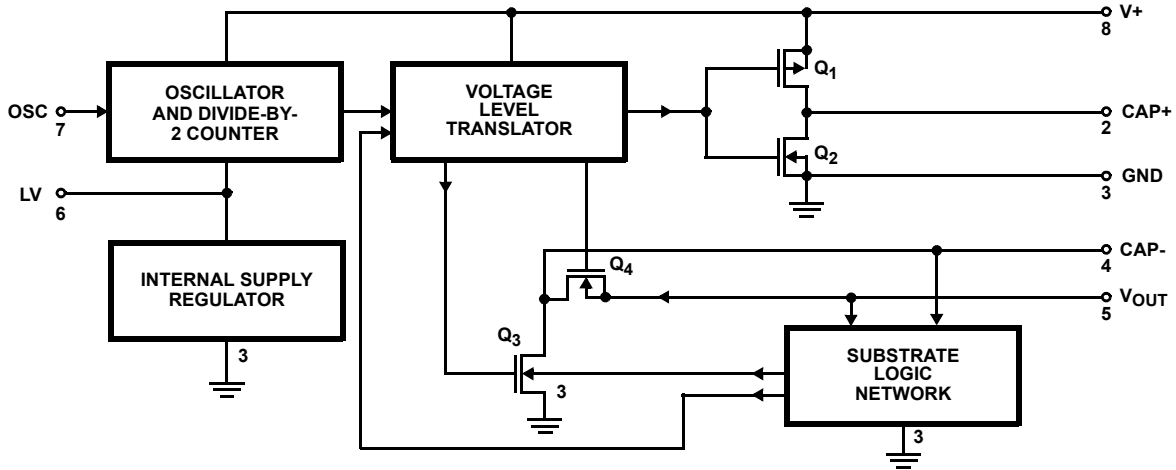 V+
8
OSCILLATOR
AND DIVIDE-BY-
2 COUNTER
VOLTAGE
LEVEL
TRANSLATOR
Q1
OSC
7
CAP+
2
Q2
GND
3
LV
6
INTERNAL SUPPLY
REGULATOR
3
CAP-
4
Q4
VOUT
5
Q3
3
SUBSTRATE
LOGIC
NETWORK
3